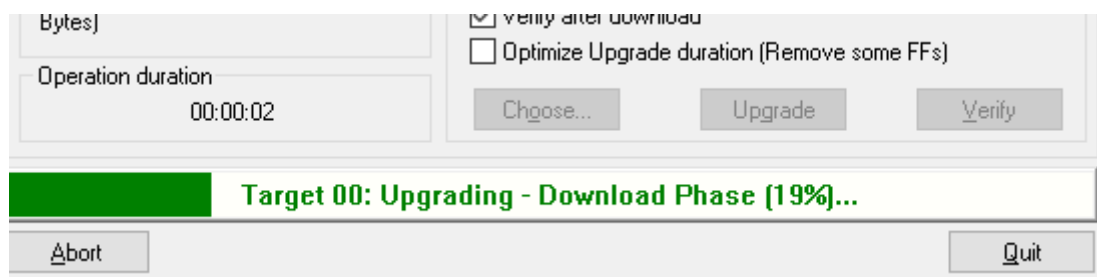 Bytes)
Verify after download
Optimize Upgrade duration (Remove some FFs)
Operation duration
00:00:02
Choose...
Upgrade
Verify
Target 00: Upgrading - Download Phase (19%)...
Abort
Quit